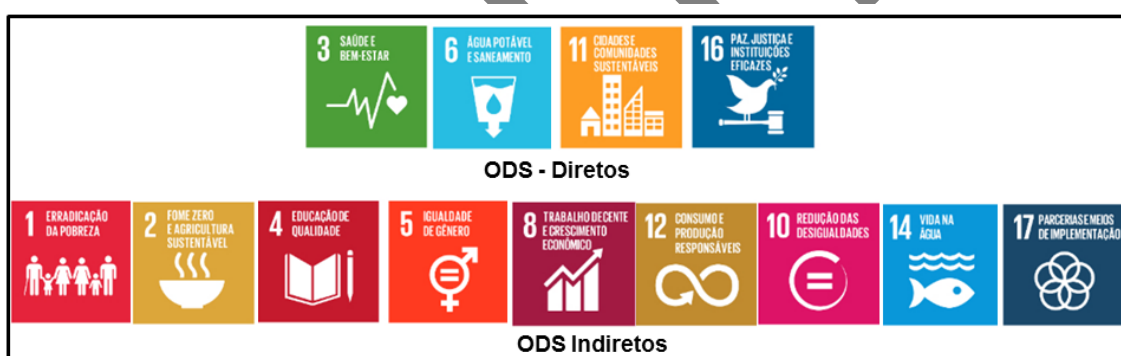 3 SAÚDE E
BEM-ESTAR
6 ÁGUA POTÁVEL
E SANEAMENTO
11 CIDADES E
COMUNIDADES
SUSTENTÁVEIS
16 PAZ, JUSTIÇA E
INSTITUIÇÕES
EFICAZES
ODS - Diretos
1 ERRADICAÇÃO
DA POBREZA
2 FOME ZERO
E AGRICULTURA
SUSTENTÁVEL
4 EDUCAÇÃO DE
QUALIDADE
5 IGUALDADE
DE GÊNERO
8 TRABALHO DECENTE
E CRESCIMENTO
ECONÔMICO
12 CONSUMO E
PRODUÇÃO
RESPONSÁVEIS
10 REDUÇÃO DAS
DESIGUALDADES
14 VIDA NA
ÁGUA
17 PARCERIAS E MEIOS
DE IMPLEMENTAÇÃO
ODS Indiretos